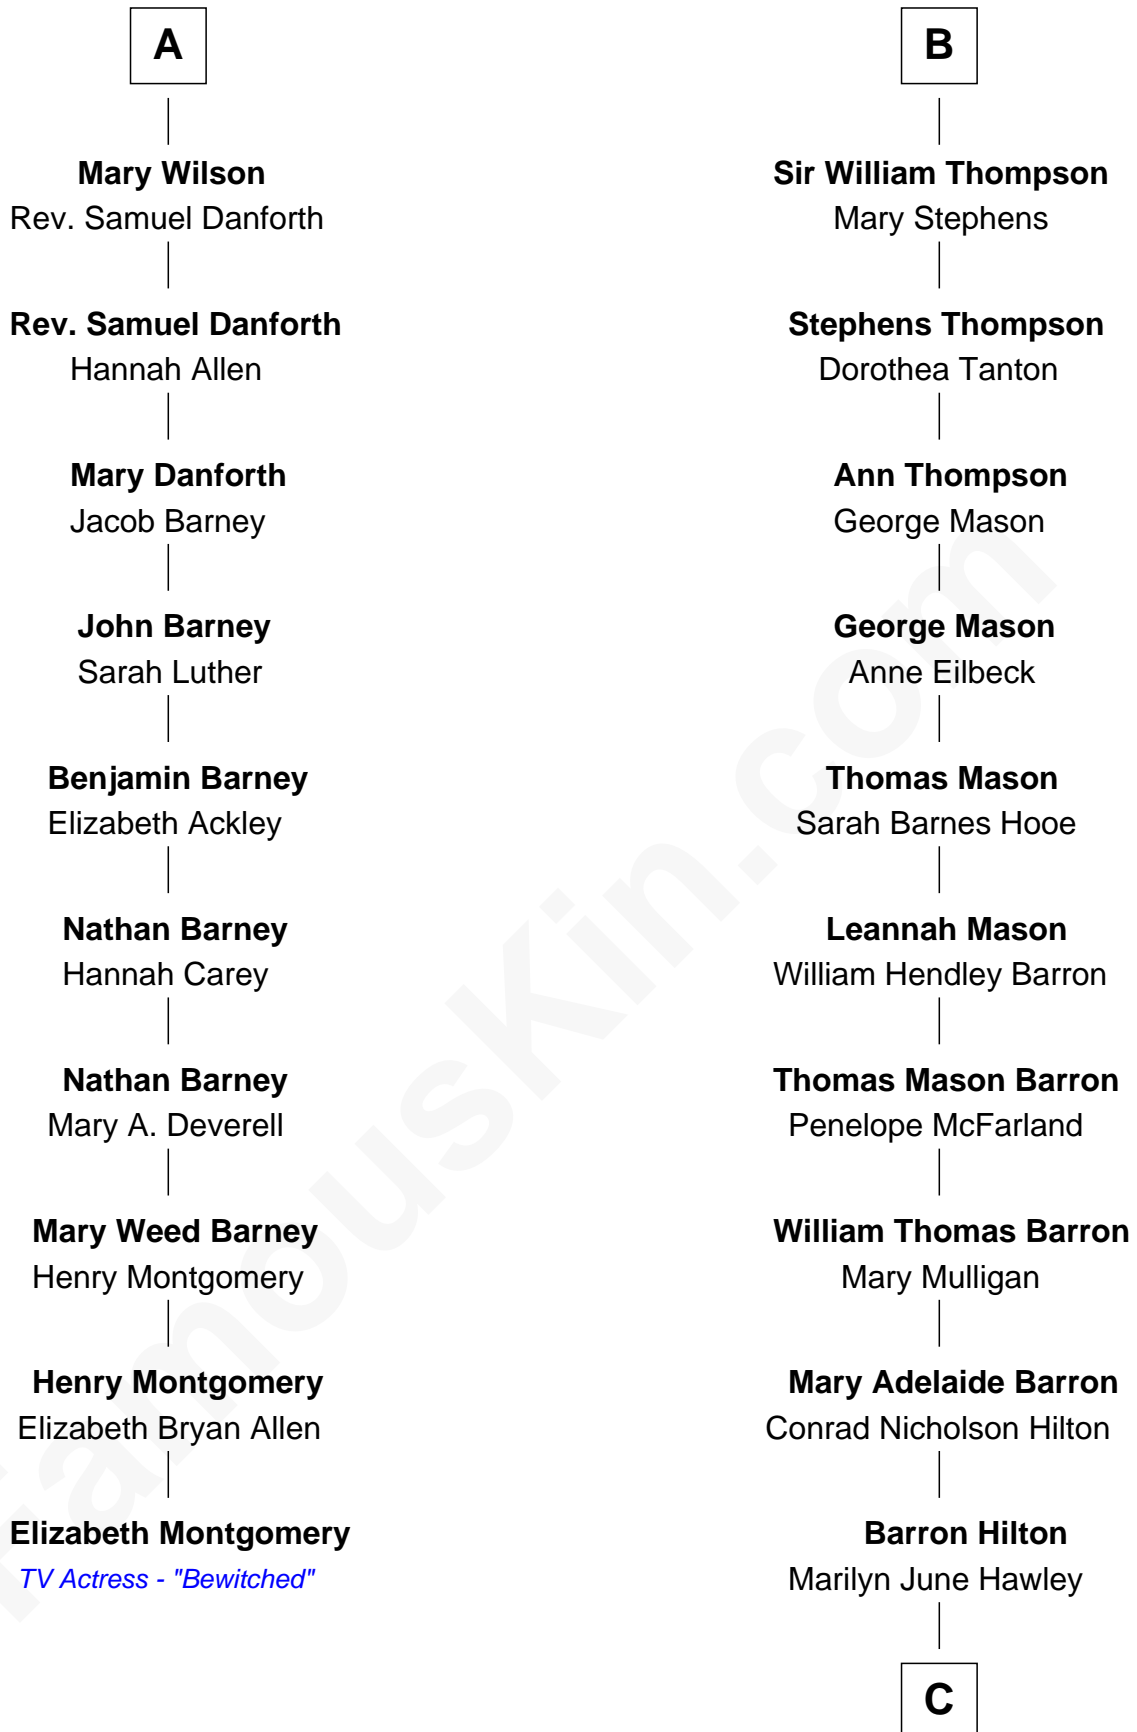 A
Mary Wilson
Rev. Samuel Danforth
Rev. Samuel Danforth
Hannah Allen
Mary Danforth
Jacob Barney
John Barney
Sarah Luther
Benjamin Barney
Elizabeth Ackley
Nathan Barney
Hannah Carey
Nathan Barney
Mary A. Deverell
Mary Weed Barney
Henry Montgomery
Henry Montgomery
Elizabeth Bryan Allen
Elizabeth Montgomery
TV Actress - "Bewitched"
B
Sir William Thompson
Mary Stephens
Stephens Thompson
Dorothea Tanton
Ann Thompson
George Mason
George Mason
Anne Eilbeck
Thomas Mason
Sarah Barnes Hooe
Leannah Mason
William Hendley Barron
Thomas Mason Barron
Penelope McFarland
William Thomas Barron
Mary Mulligan
Mary Adelaide Barron
Conrad Nicholson Hilton
Barron Hilton
Marilyn June Hawley
C
FamousKin.com